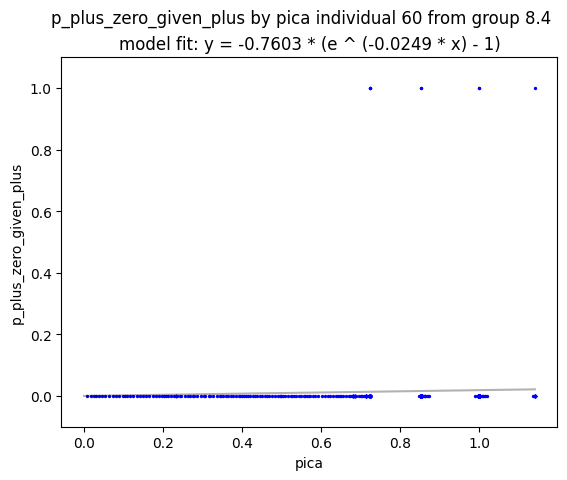 p_plus_zero_given_plus by pica individual 60 from group 8.4
model fit: y = -0.7603 * (e ^ (-0.0249 * x) - 1)
1.0
0.8
0.6
0.4
0.2
0.0
p_plus_zero_given_plus
0.0 0.2 0.4 0.6 0.8 1.0
pica